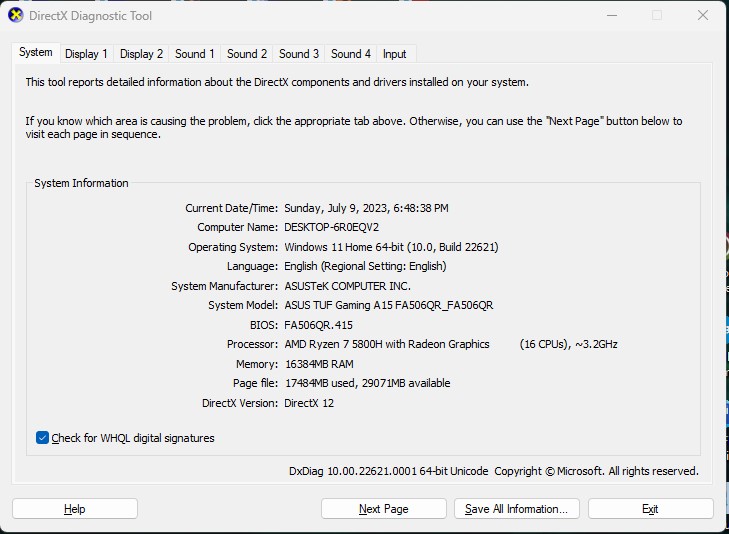 DirectX Diagnostic Tool
System Display 1 Display 2 Sound 1 Sound 2 Sound 3 Sound 4 Input
This tool reports detailed information about the DirectX components and drivers installed on your system.
If you know which area is causing the problem, click the appropriate tab above. Otherwise, you can use the "Next Page" button below to
visit each page in sequence.
System Information
Current Date/Time: Sunday, July 9, 2023, 6:48:38 PM
Computer Name: DESKTOP-6R0EQV2
Operating System: Windows 11 Home 64-bit (10.0, Build 22621)
Language: English (Regional Setting: English)
System Manufacturer: ASUSTeK COMPUTER INC.
System Model: ASUS TUF Gaming A15 FA506QR_FA506QR
BIOS: FA506QR.415
Processor: AMD Ryzen 7 5800H with Radeon Graphics (16 CPUs), ~3.2GHz
Memory: 16384MB RAM
Page file: 17484MB used, 29071MB available
DirectX Version: DirectX 12
Check for WHQL digital signatures
DxDiag 10.00.22621.0001 64-bit Unicode Copyright © Microsoft. All rights reserved.
Help Next Page Save All Information... Exit